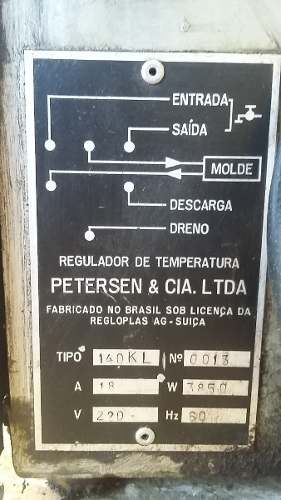 ENTRADA
SAÍDA
MOLDE
DESCARGA
DRENO
REGULADOR DE TEMPERATURA
PETERSEN & CIA. LTDA
FABRICADO NO BRASIL SOB LICENÇA DA
REGLOPLAS AG - SUIÇA
TIPO 140KL Nº 0013
A 18 W 3850
V 220 Hz 60